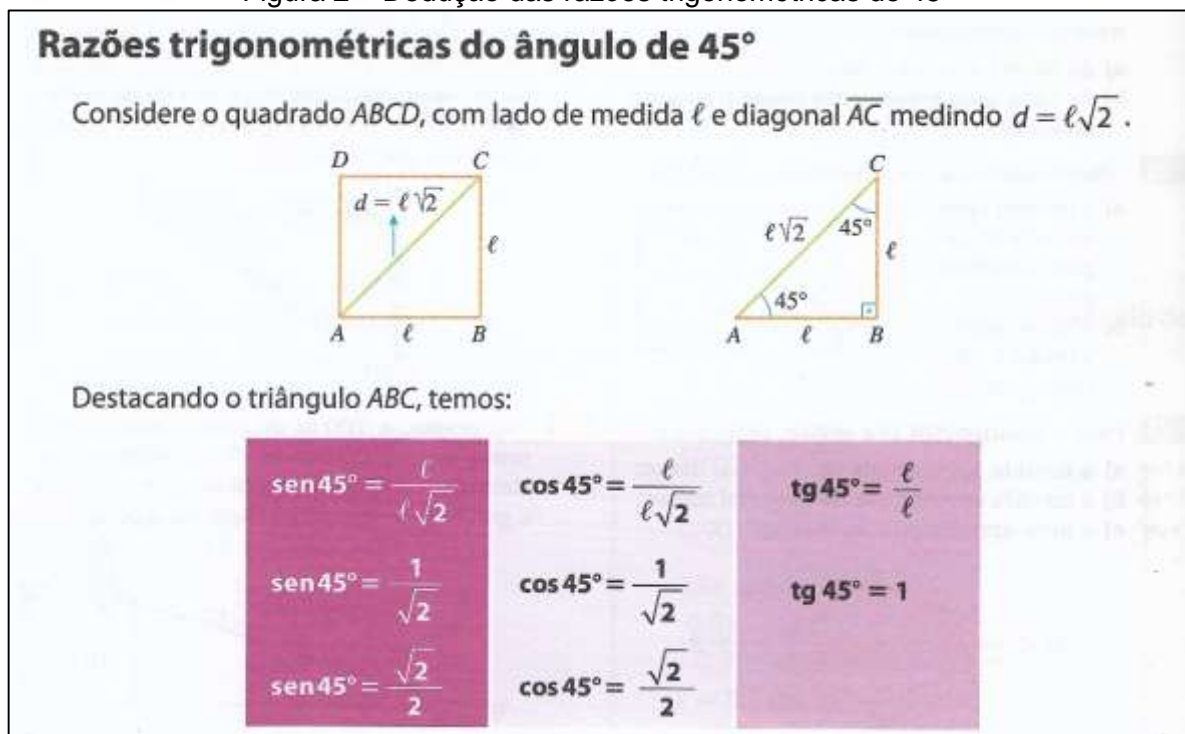 Razões trigonométricas do ângulo de 45°
Considere o quadrado ABCD, com lado de medida ℓ e diagonal A̅C̅ medindo d = ℓ√2 .
D C
d = ℓ√2
ℓ
A ℓ B
C
ℓ√2 45°
ℓ
45°
A ℓ B
Destacando o triângulo ABC, temos:
sen 45° = ℓ/ℓ√2 cos 45° = ℓ/ℓ√2 tg 45° = ℓ/ℓ
sen 45° = 1/√2 cos 45° = 1/√2 tg 45° = 1
sen 45° = √2/2 cos 45° = √2/2